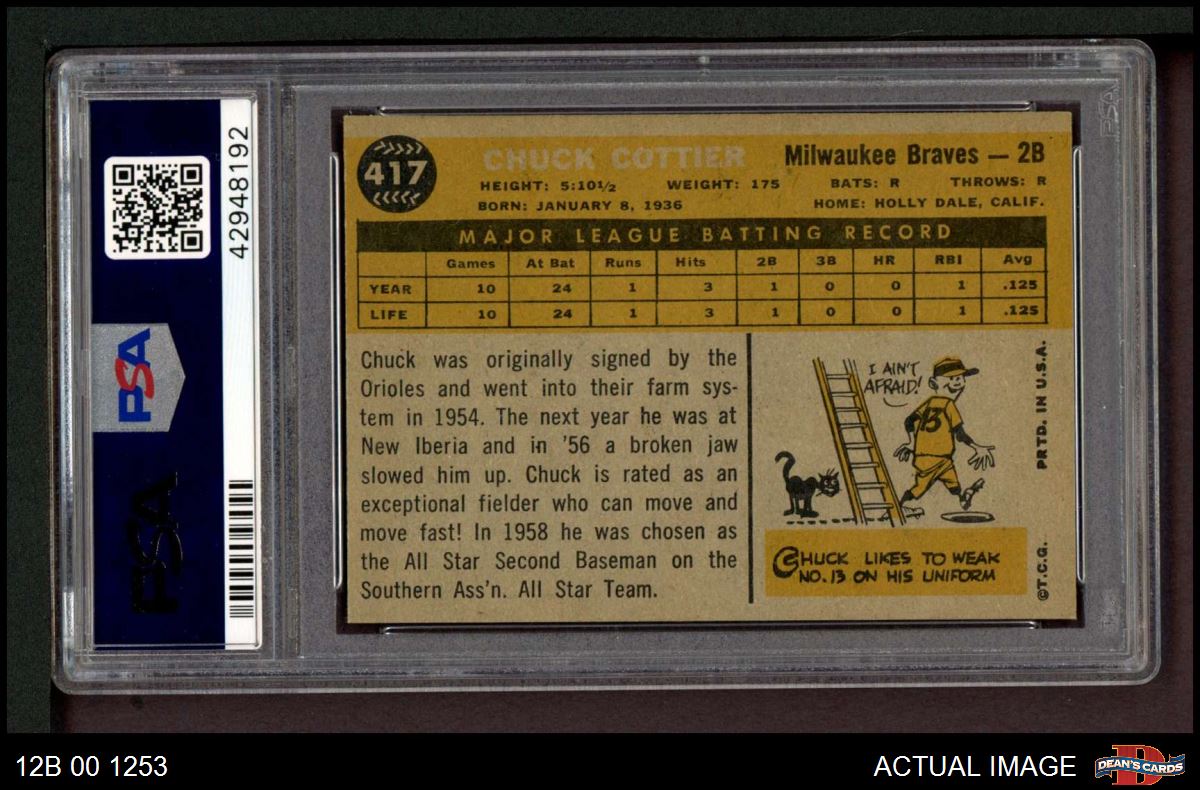 42948192
PSA
PSA
PSA
417
CHUCK COTTIER
Milwaukee Braves — 2B
HEIGHT: 5:10½ WEIGHT: 175 BATS: R THROWS: R
BORN: JANUARY 8, 1936 HOME: HOLLY DALE, CALIF.
MAJOR LEAGUE BATTING RECORD
Games At Bat Runs Hits 2B 3B HR RBI Avg
YEAR 10 24 1 3 1 0 0 1 .125
LIFE 10 24 1 3 1 0 0 1 .125
Chuck was originally signed by the
Orioles and went into their farm sys-
tem in 1954. The next year he was at
New Iberia and in '56 a broken jaw
slowed him up. Chuck is rated as an
exceptional fielder who can move and
move fast! In 1958 he was chosen as
the All Star Second Baseman on the
Southern Ass'n. All Star Team.
I AIN'T
AFRAID!
13
CHUCK LIKES TO WEAK
NO. 13 ON HIS UNIFORM
PRTD. IN U.S.A.
©T.C.G.
12B 00 1253
ACTUAL IMAGE
D
DEAN'S CARDS